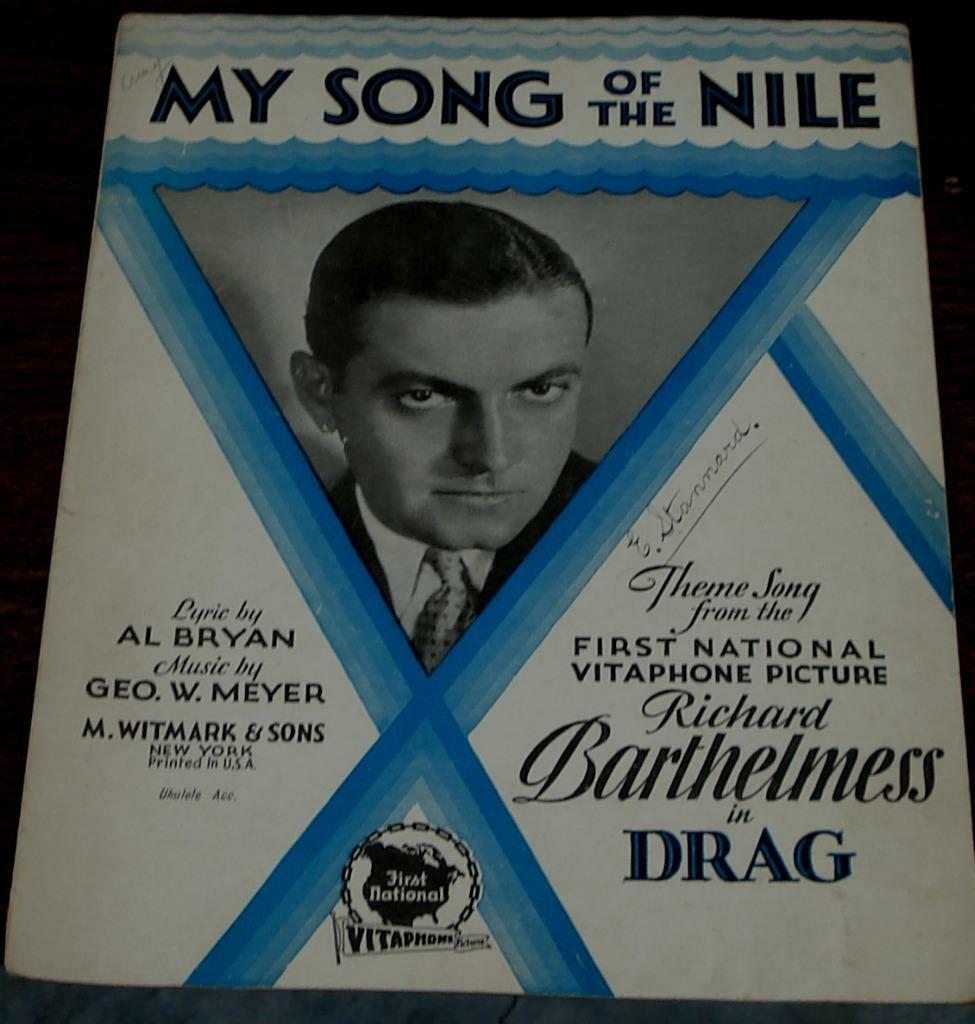 MY SONG OF THE NILE
E. Stannard.
Lyric by
AL BRYAN
Music by
GEO. W. MEYER
M. WITMARK & SONS
NEW YORK
Printed in U.S.A.
Ukulele Acc.
Theme Song
from the
FIRST NATIONAL
VITAPHONE PICTURE
Richard
Barthelmess
in
DRAG
First
National
VITAPHONE Pictures